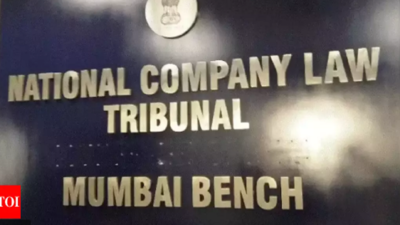 NATIONAL COMPANY LAW
TRIBUNAL
MUMBAI BENCH
TOI